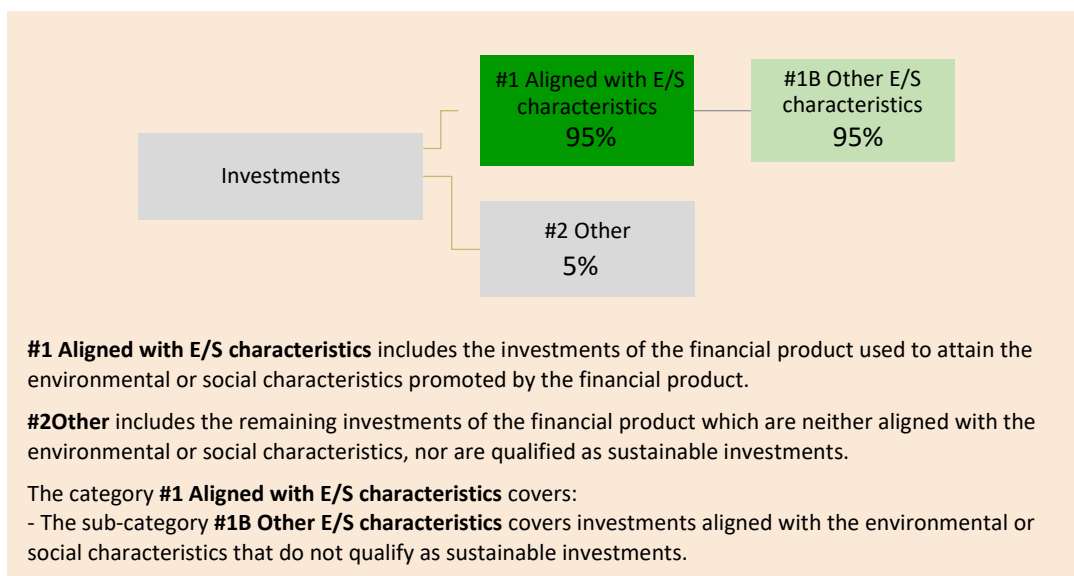 #1 Aligned with E/S
characteristics
95%
#1B Other E/S
characteristics
95%
Investments
#2 Other
5%
#1 Aligned with E/S characteristics includes the investments of the financial product used to attain the
environmental or social characteristics promoted by the financial product.
#2Other includes the remaining investments of the financial product which are neither aligned with the
environmental or social characteristics, nor are qualified as sustainable investments.
The category #1 Aligned with E/S characteristics covers:
- The sub-category #1B Other E/S characteristics covers investments aligned with the environmental or
social characteristics that do not qualify as sustainable investments.